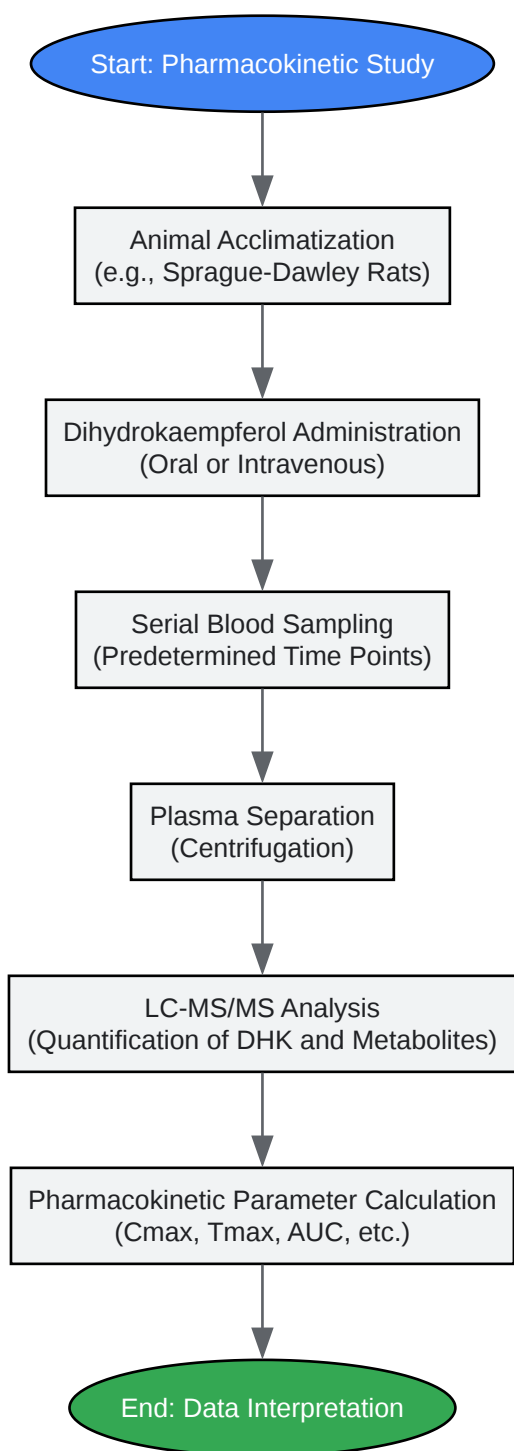 Start: Pharmacokinetic Study
Animal Acclimatization
(e.g., Sprague-Dawley Rats)
Dihydrokaempferol Administration
(Oral or Intravenous)
Serial Blood Sampling
(Predetermined Time Points)
Plasma Separation
(Centrifugation)
LC-MS/MS Analysis
(Quantification of DHK and Metabolites)
Pharmacokinetic Parameter Calculation
(Cmax, Tmax, AUC, etc.)
End: Data Interpretation